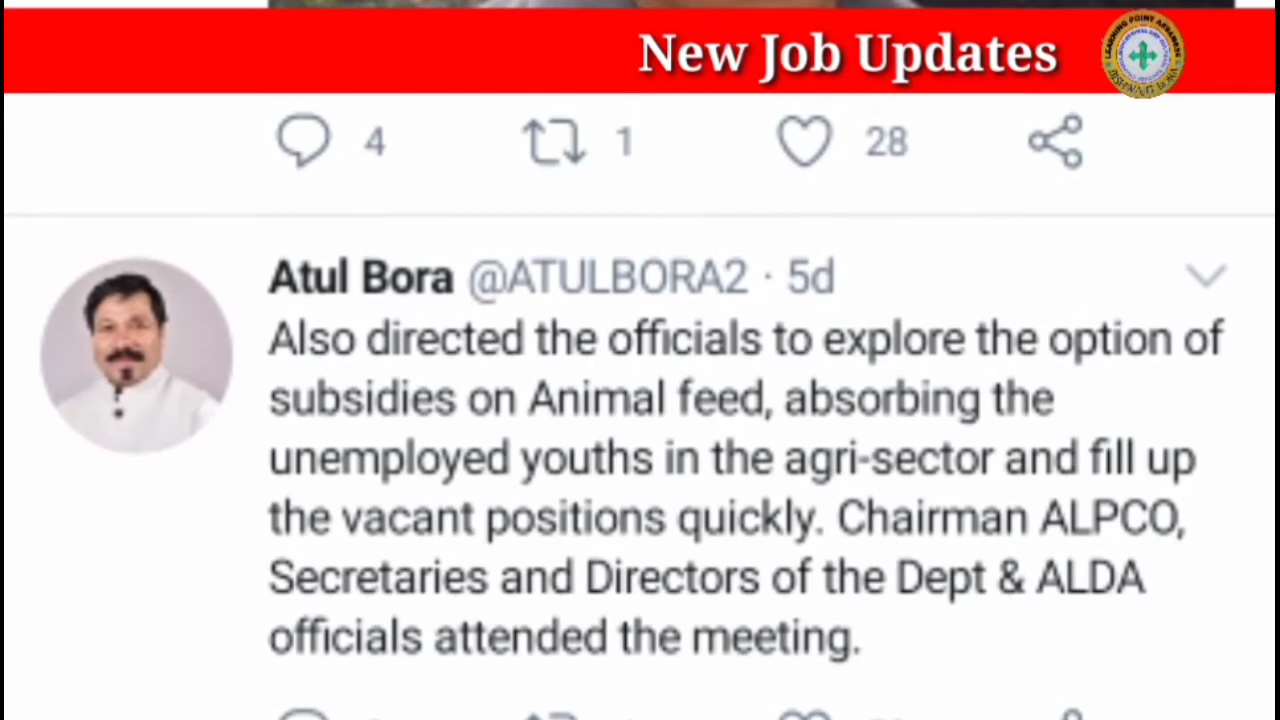 New Job Updates
4 1 28
Atul Bora @ATULBORA2 · 5d
Also directed the officials to explore the option of
subsidies on Animal feed, absorbing the
unemployed youths in the agri-sector and fill up
the vacant positions quickly. Chairman ALPCO,
Secretaries and Directors of the Dept & ALDA
officials attended the meeting.